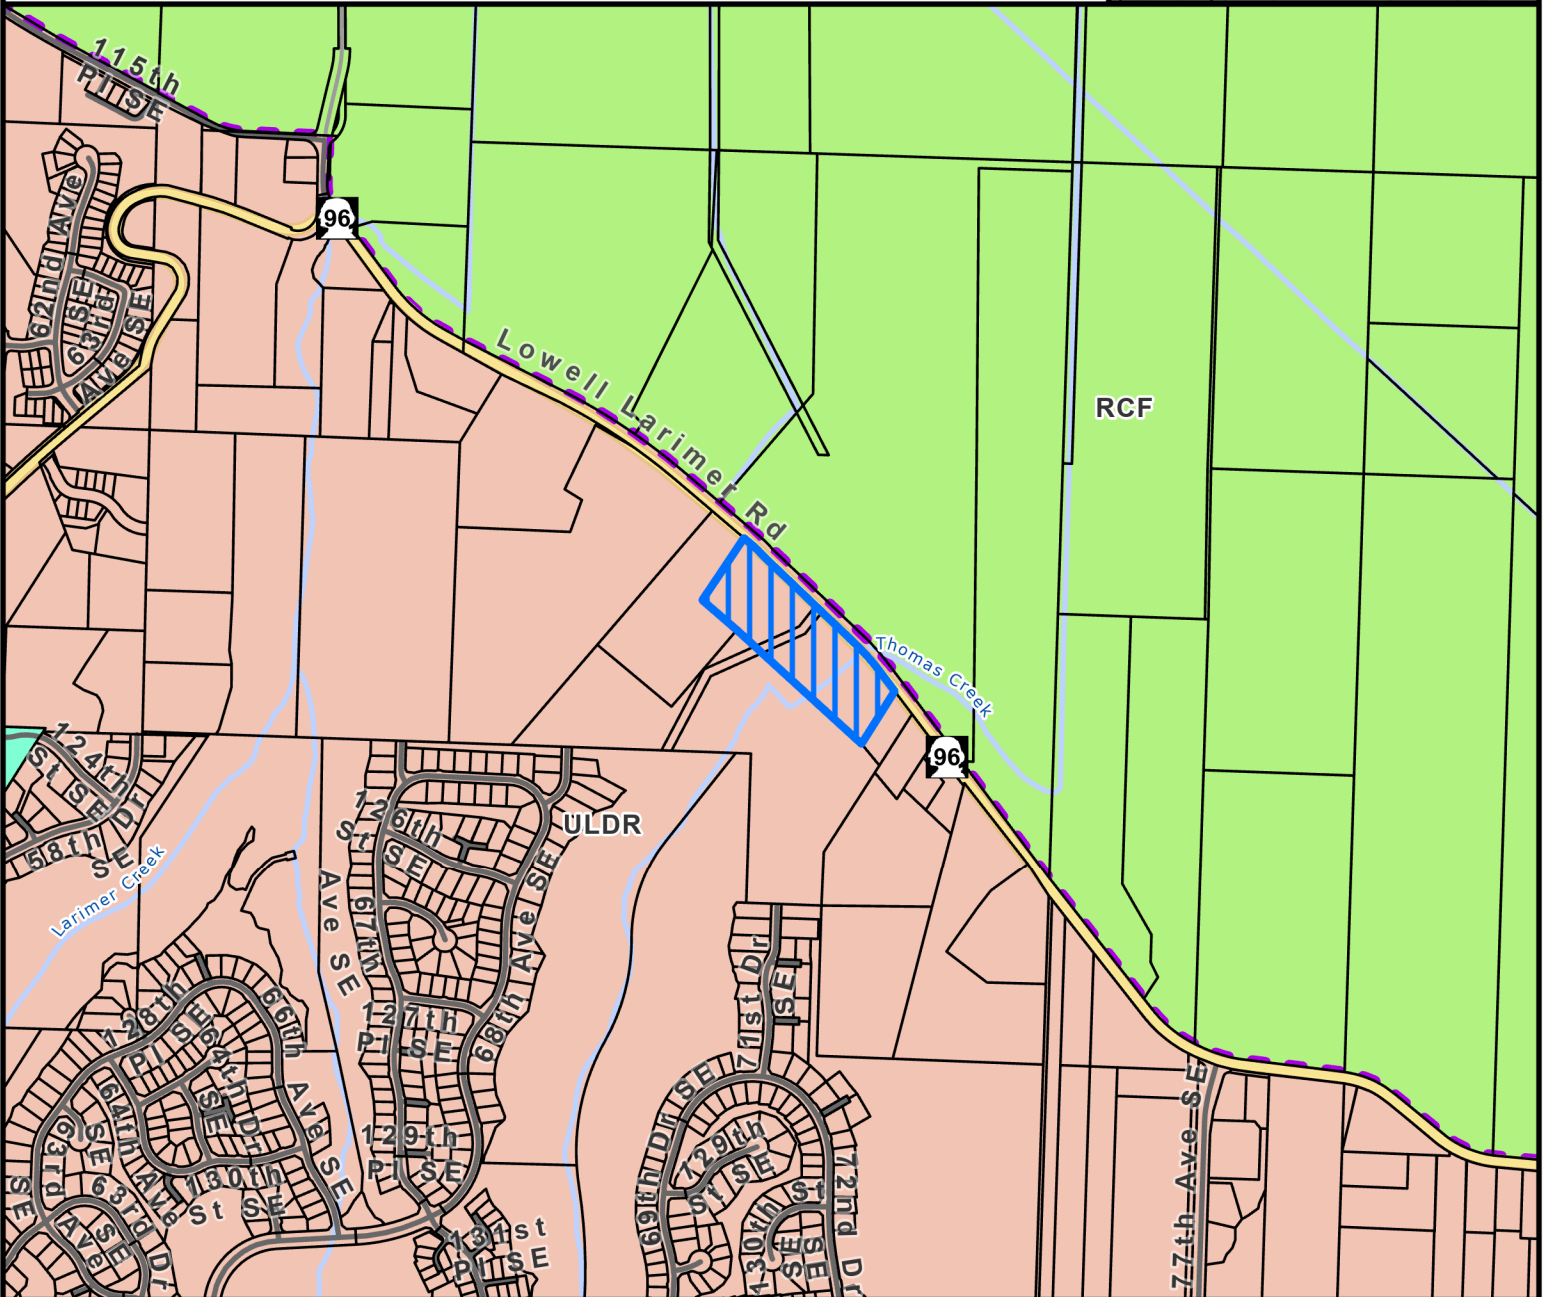 115th
Pl SE
96
62nd Ave
SE
63rd
Ave SE
Lowell Larimer Rd
RCF
Thomas Creek
96
124th
St SE
Dr
58th
SE
Larimer Creek
126th
St SE
ULDR
Ave SE
67th
68th Ave SE
127th
Pl SE
71st Dr
SE
128th
Pl SE
66th
Ave SE
64th
Dr
SE
64th Ave
63rd
SE
SE
129th
Pl SE
130th
St SE
63rd Dr
Ave
SE
131st
Pl SE
69th Dr SE
129th
St SE
130th
St
SE
72nd Dr
SE
77th Ave SE